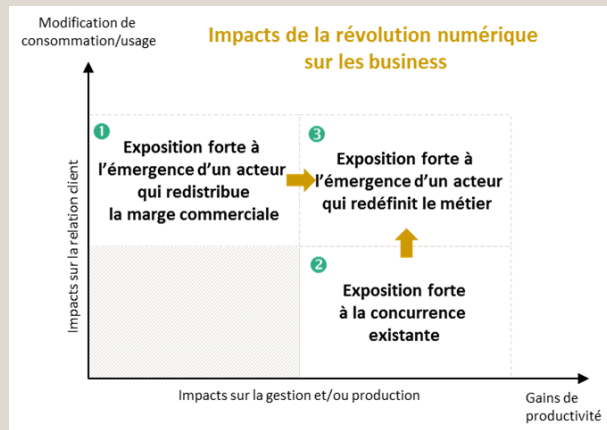 Modification de
consommation/usage
Impacts de la révolution numérique
sur les business
Impacts sur la relation client
1
Exposition forte à
l'émergence d'un acteur
qui redistribue
la marge commerciale
3
Exposition forte à
l'émergence d'un acteur
qui redéfinit le métier
2
Exposition forte
à la concurrence
existante
Impacts sur la gestion et/ou production
Gains de
productivité